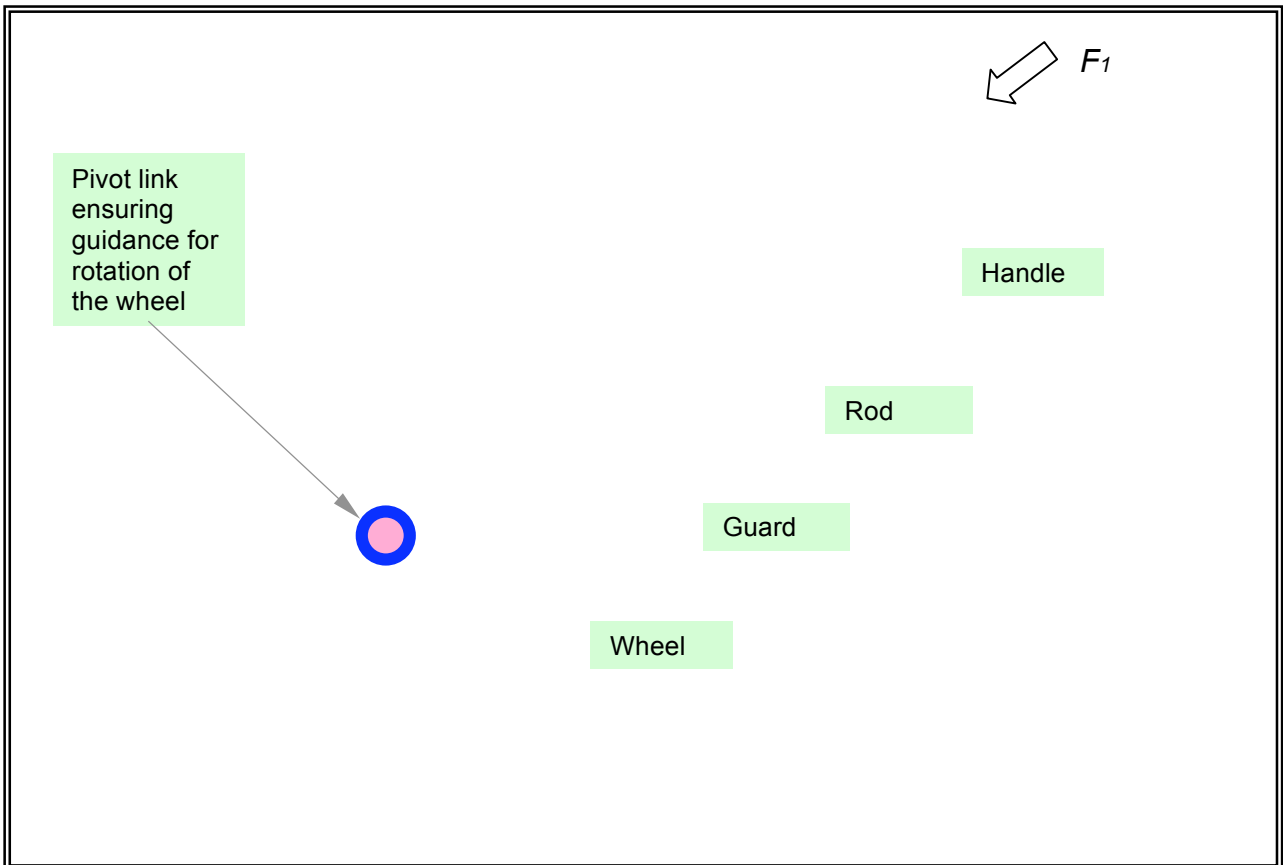 F1
Pivot link
ensuring
guidance for
rotation of
the wheel
Handle
Rod
Guard
Wheel